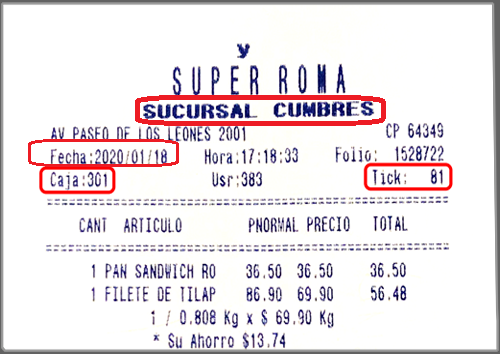 y
SUPER ROMA
SUCURSAL CUMBRES
AV PASEO DE LOS LEONES 2001 CP 64349
Fecha:2020/01/18 Hora:17:18:33 Folio: 1528722
Caja:301 Usr:383 Tick: 81
CANT ARTICULO PNORMAL PRECIO TOTAL
1 PAN SANDWICH RO 36.50 36.50 36.50
1 FILETE DE TILAP 86.90 69.90 56.48
1 / 0.808 Kg x $ 69.90 Kg
* Su Ahorro $13.74